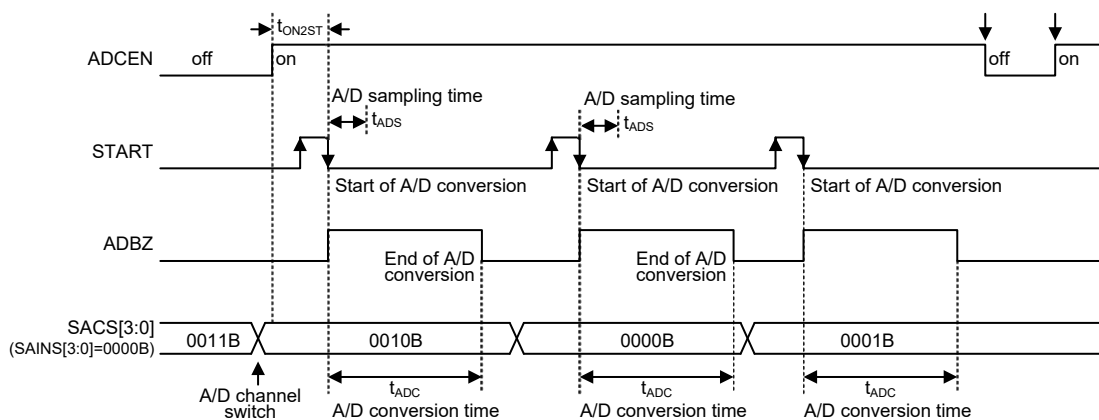 tON2ST
ADCEN
off
on
off
on
A/D sampling time
tADS
A/D sampling time
tADS
START
Start of A/D conversion
Start of A/D conversion
Start of A/D conversion
ADBZ
End of A/D
conversion
End of A/D
conversion
SACS[3:0]
(SAINS[3:0]=0000B)
0011B
0010B
0000B
0001B
A/D channel
switch
tADC
A/D conversion time
tADC
A/D conversion time
tADC
A/D conversion time